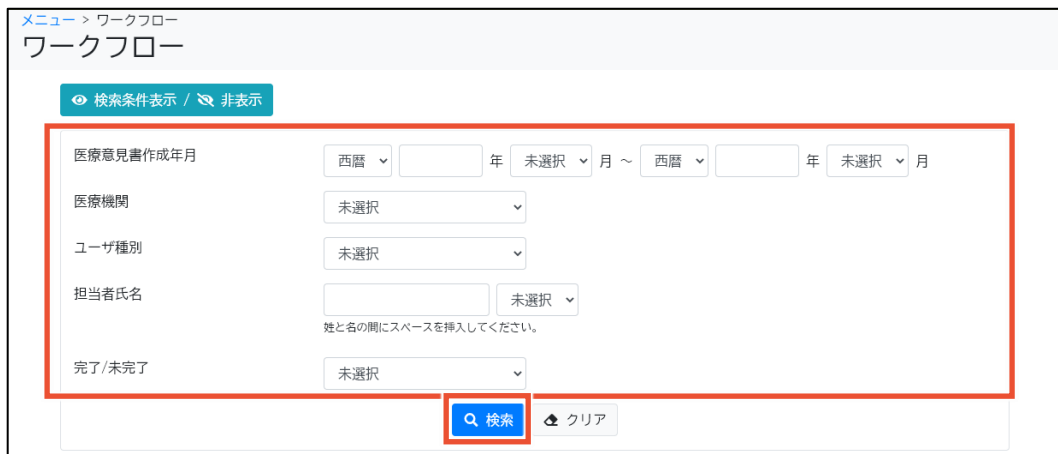 メニュー > ワークフロー
ワークフロー
検索条件表示 / 非表示
医療意見書作成年月 西暦 年 未選択 月 ～ 西暦 年 未選択 月
医療機関 未選択
ユーザ種別 未選択
担当者氏名 未選択
姓と名の間にスペースを挿入してください。
完了/未完了 未選択
検索 クリア